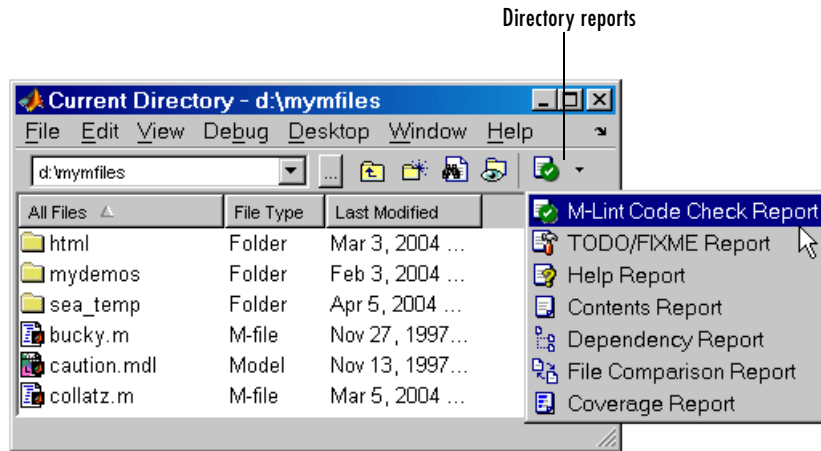 Directory reports
Current Directory - d:\mymfiles
File Edit View Debug Desktop Window Help
d:\mymfiles ...
All Files File Type Last Modified
html Folder Mar 3, 2004 ...
mydemos Folder Feb 3, 2004 ...
sea_temp Folder Apr 5, 2004 ...
bucky.m M-file Nov 27, 1997...
caution.mdl Model Nov 13, 1997...
collatz.m M-file Mar 5, 2004 ...
M-Lint Code Check Report
TODO/FIXME Report
Help Report
Contents Report
Dependency Report
File Comparison Report
Coverage Report